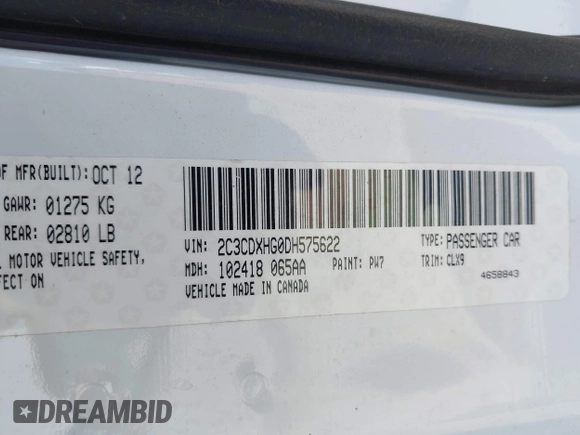 OF MFR(BUILT): OCT 12
GAWR: 01275 KG
REAR: 02810 LB
MOTOR VEHICLE SAFETY,
EFFECT ON
VIN: 2C3CDXHG0DH575622
TYPE: PASSENGER CAR
MDH: 102418 065AA
PAINT: PW7
TRIM: CLX9
VEHICLE MADE IN CANADA
4658843
DREAMBID